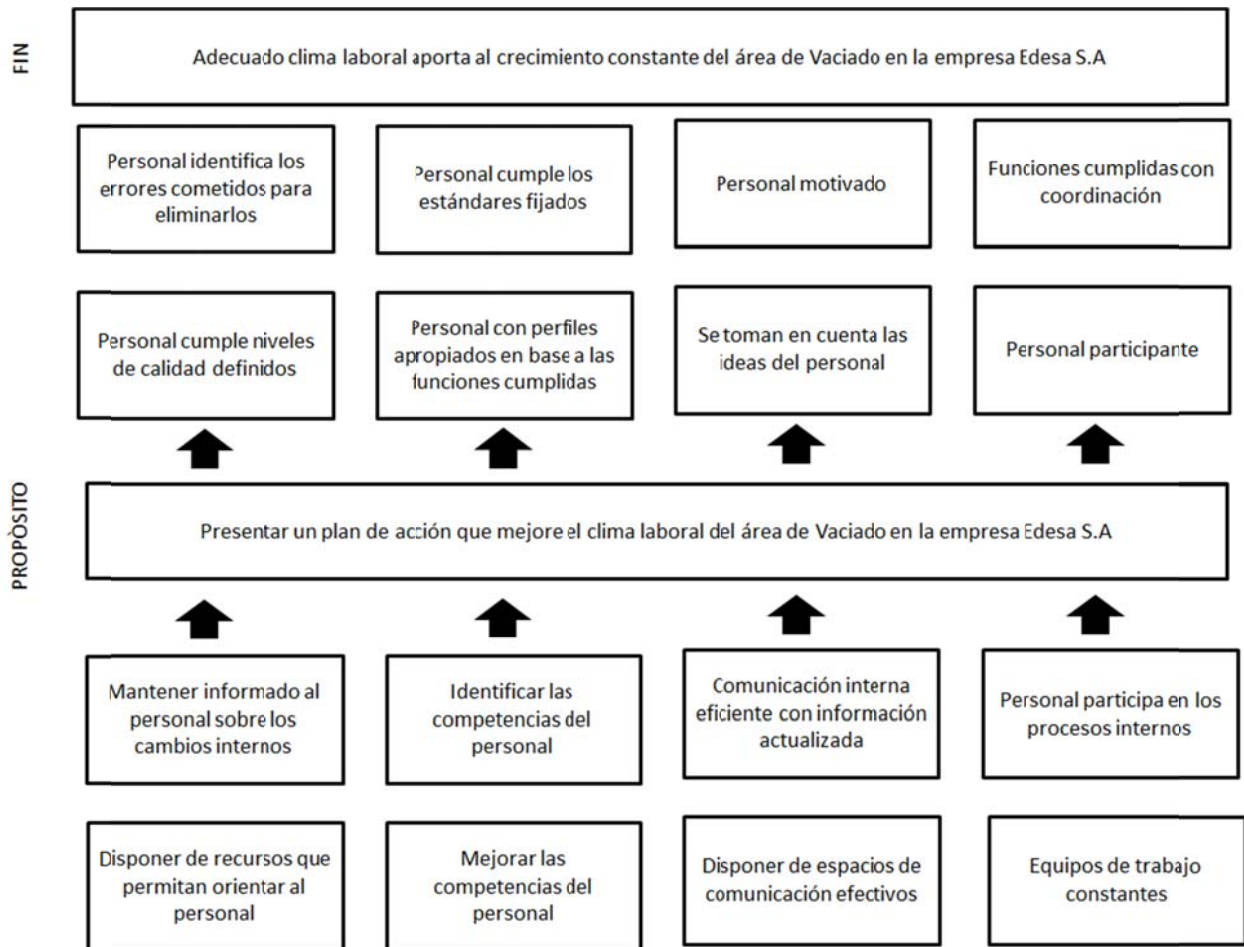 FIN
Adecuado clima laboral aporta al crecimiento constante del área de Vaciado en la empresa Edesa S.A
Personal identifica los
errores cometidos para
eliminarlos
Personal cumple los
estándares fijados
Personal motivado
Funciones cumplidas con
coordinación
Personal cumple niveles
de calidad definidos
Personal con perfiles
apropiados en base a las
funciones cumplidas
Se toman en cuenta las
ideas del personal
Personal participante
PROPÒSITO
Presentar un plan de acción que mejore el clima laboral del área de Vaciado en la empresa Edesa S.A
Mantener informado al
personal sobre los
cambios internos
Identificar las
competencias del
personal
Comunicación interna
eficiente con información
actualizada
Personal participa en los
procesos internos
Disponer de recursos que
permitan orientar al
personal
Mejorar las
competencias del
personal
Disponer de espacios de
comunicación efectivos
Equipos de trabajo
constantes